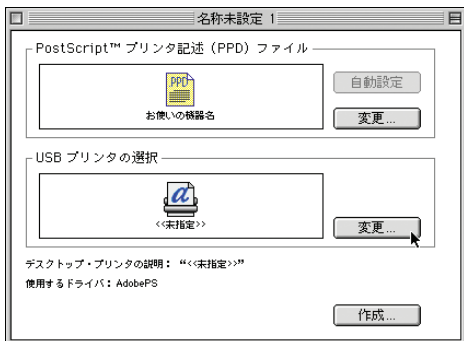 名称未設定 1
PostScript™ プリンタ記述（PPD）ファイル
PPD
自動設定
お使いの機器名
変更...
USB プリンタの選択
a
<<未指定>>
変更...
デスクトップ・プリンタの説明： “<<未指定>>”
使用するドライバ： AdobePS
作成...